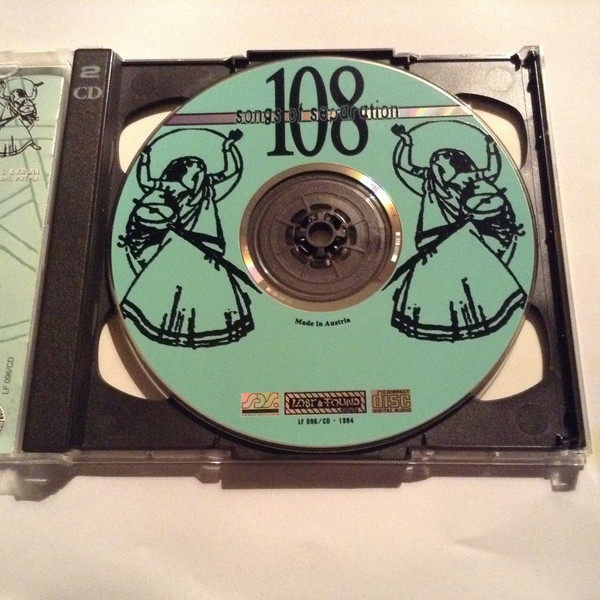 2
CD
108
songs of separation
Made in Austria
LOST & FOUND
COMPACT
disc
DIGITAL AUDIO
LF 096/CD · 1994
LF 096/CD